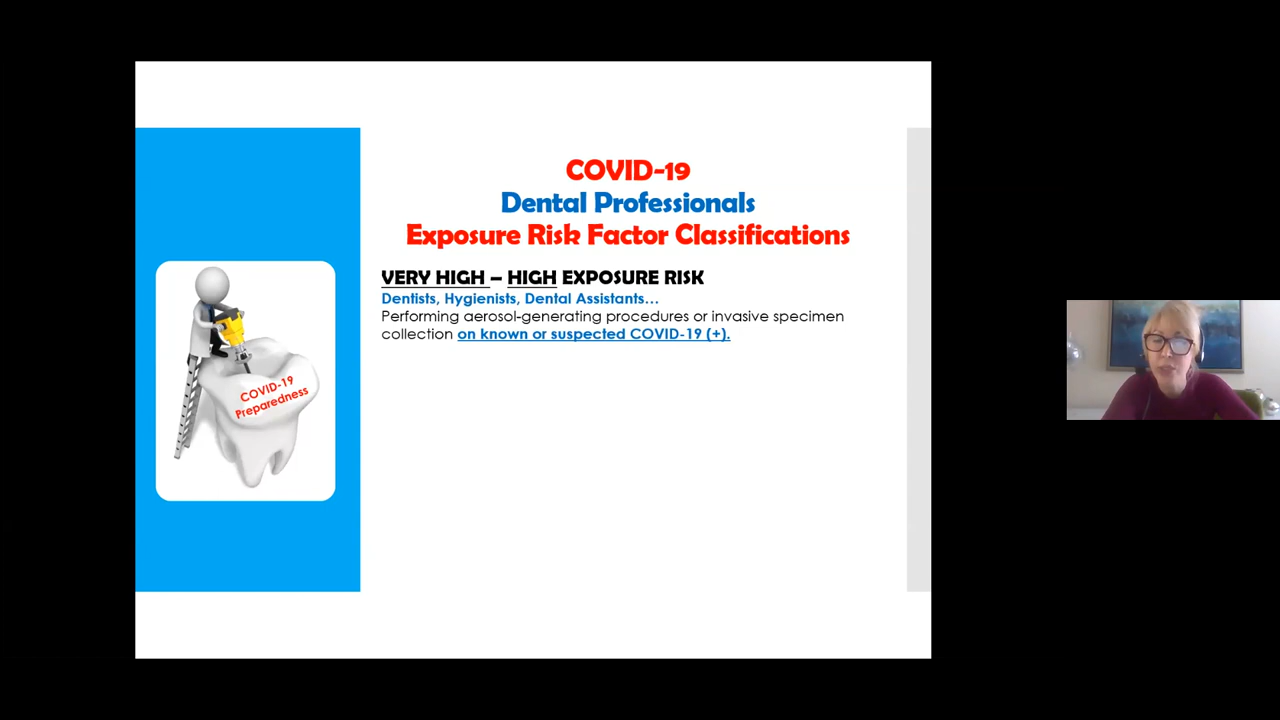 COVID-19
Dental Professionals
Exposure Risk Factor Classifications
VERY HIGH – HIGH EXPOSURE RISK
Dentists, Hygienists, Dental Assistants…
Performing aerosol-generating procedures or invasive specimen
collection on known or suspected COVID-19 (+).
COVID-19
Preparedness